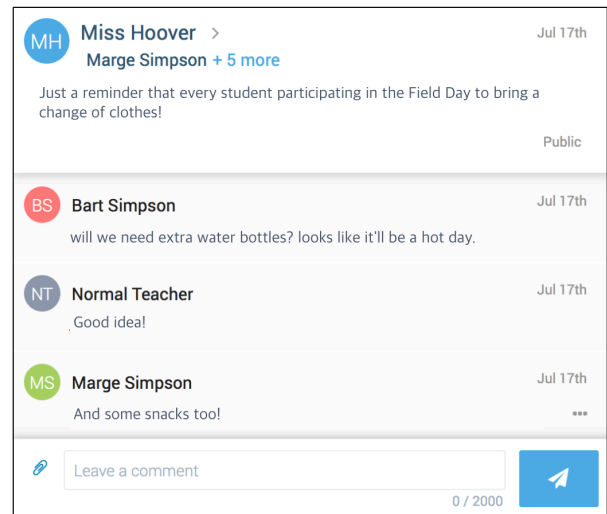 MH
Miss Hoover >
Jul 17th
Marge Simpson + 5 more
Just a reminder that every student participating in the Field Day to bring a
change of clothes!
Public
BS
Bart Simpson
Jul 17th
will we need extra water bottles? looks like it'll be a hot day.
NT
Normal Teacher
Jul 17th
Good idea!
MS
Marge Simpson
Jul 17th
And some snacks too!
Leave a comment
0 / 2000